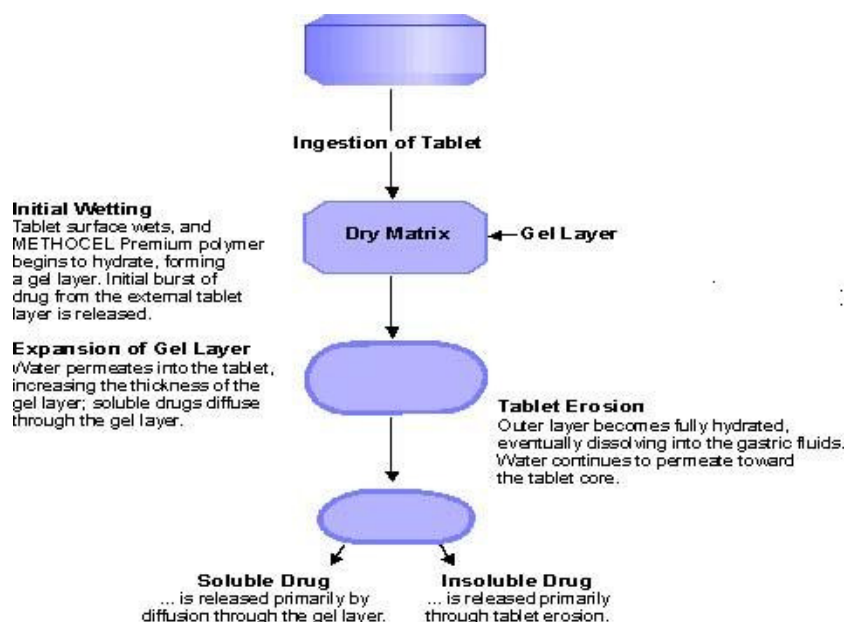 Ingestion of Tablet
Initial Wetting
Tablet surface wets, and
METHOCEL Premium polymer
begins to hydrate, forming
a gel layer. Initial burst of
drug from the external tablet
layer is released.
Dry Matrix
Gel Layer
Expansion of Gel Layer
Water permeates into the tablet,
increasing the thickness of the
gel layer; soluble drugs diffuse
through the gel layer.
Tablet Erosion
Outer layer becomes fully hydrated,
eventually dissolving into the gastric fluids.
Water continues to permeate toward
the tablet core.
Soluble Drug
... is released primarily by
diffusion through the gel layer.
Insoluble Drug
... is released primarily
through tablet erosion.